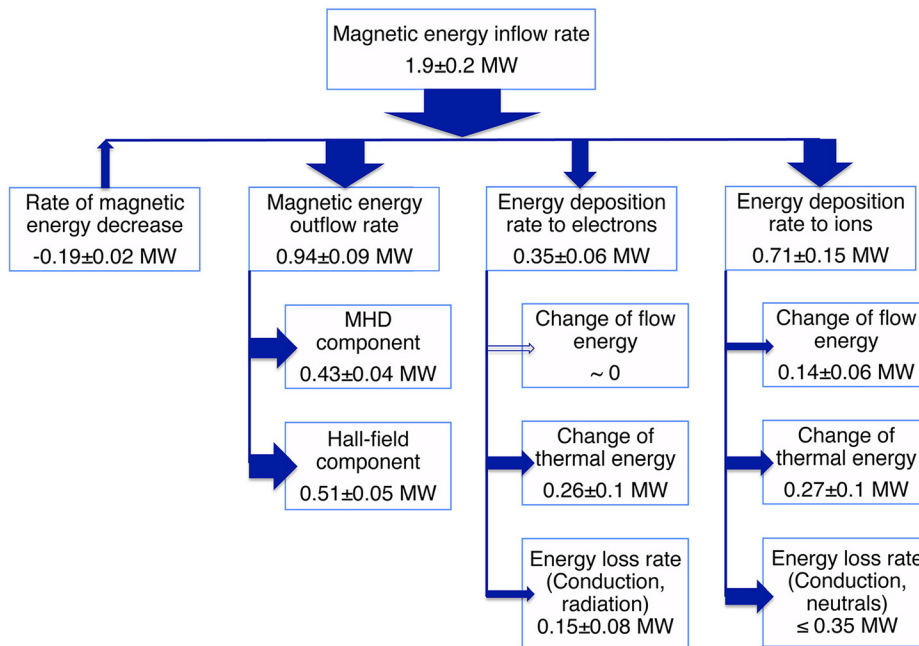 Magnetic energy inflow rate
1.9±0.2 MW
Rate of magnetic
energy decrease
-0.19±0.02 MW
Magnetic energy
outflow rate
0.94±0.09 MW
Energy deposition
rate to electrons
0.35±0.06 MW
Energy deposition
rate to ions
0.71±0.15 MW
MHD
component
0.43±0.04 MW
Change of flow
energy
~ 0
Change of flow
energy
0.14±0.06 MW
Hall-field
component
0.51±0.05 MW
Change of
thermal energy
0.26±0.1 MW
Change of
thermal energy
0.27±0.1 MW
Energy loss rate
(Conduction,
radiation)
0.15±0.08 MW
Energy loss rate
(Conduction,
neutrals)
≤ 0.35 MW